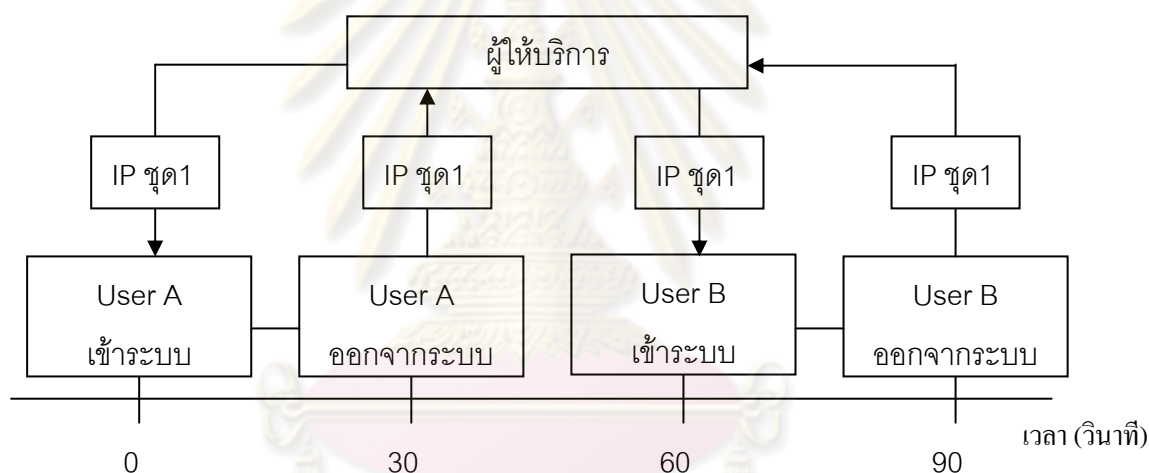 ผู้ให้บริการ
IP ชุด1
IP ชุด1
IP ชุด1
IP ชุด1
User A
เข้าระบบ
User A
ออกจากระบบ
User B
เข้าระบบ
User B
ออกจากระบบ
0
30
60
90
เวลา (วินาที)